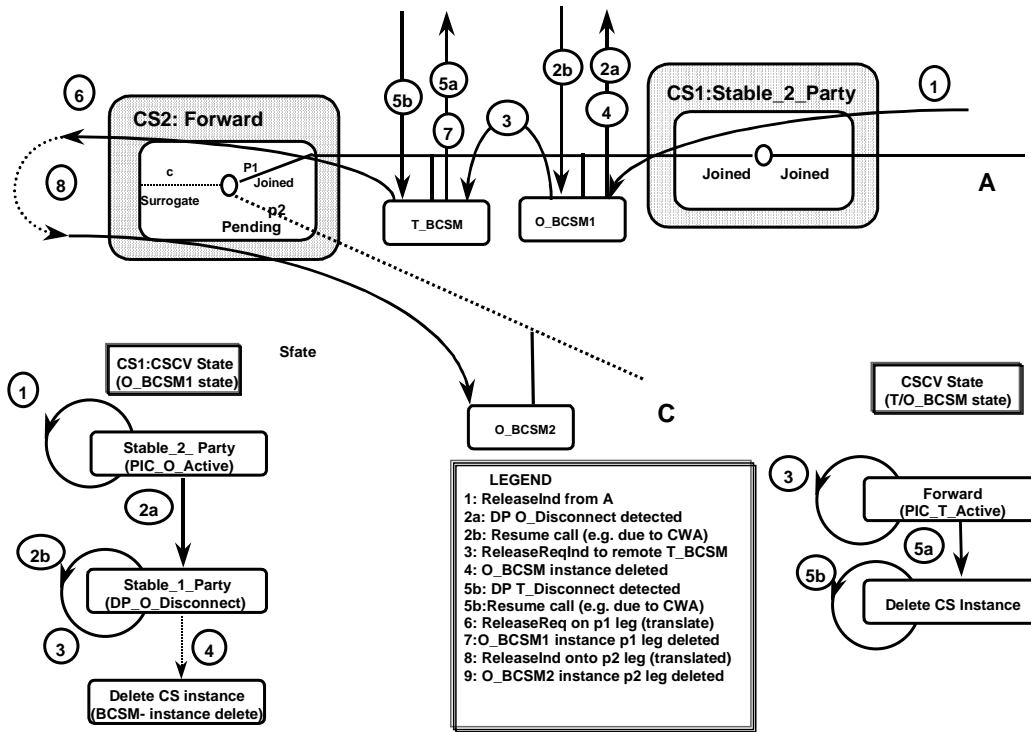 5b
5a
7
3
2b
2a
4
1
6
8
CS2: Forward
c
Surrogate
P1
Joined
p2
Pending
T_BCSM
O_BCSM1
CS1:Stable_2_Party
Joined
Joined
A
CS1:CSCV State
(O_BCSM1 state)
Sfate
1
Stable_2_ Party
(PIC_O_Active)
2a
2b
Stable_1_Party
(DP_O_Disconnect)
3
4
Delete CS instance
(BCSM- instance delete)
O_BCSM2
C
LEGEND
1: ReleaseInd from A
2a: DP O_Disconnect detected
2b: Resume call (e.g. due to CWA)
3: ReleaseReqInd to remote T_BCSM
4: O_BCSM instance deleted
5b: DP T_Disconnect detected
5b:Resume call (e.g. due to CWA)
6: ReleaseReq on p1 leg (translate)
7:O_BCSM1 instance p1 leg deleted
8: ReleaseInd onto p2 leg (translated)
9: O_BCSM2 instance p2 leg deleted
CSCV State
(T/O_BCSM state)
3
Forward
(PIC_T_Active)
5a
5b
Delete CS Instance